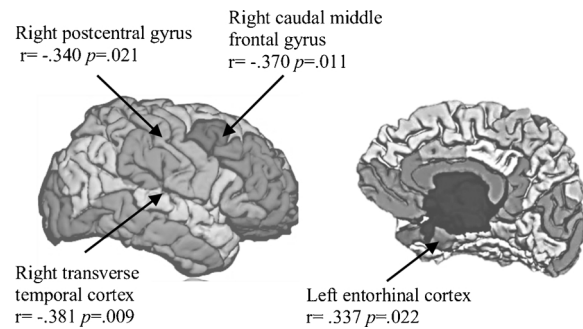 Right postcentral gyrus
r= -.340 p=.021
Right caudal middle
frontal gyrus
r= -.370 p=.011
Right transverse
temporal cortex
r= -.381 p=.009
Left entorhinal cortex
r= .337 p=.022